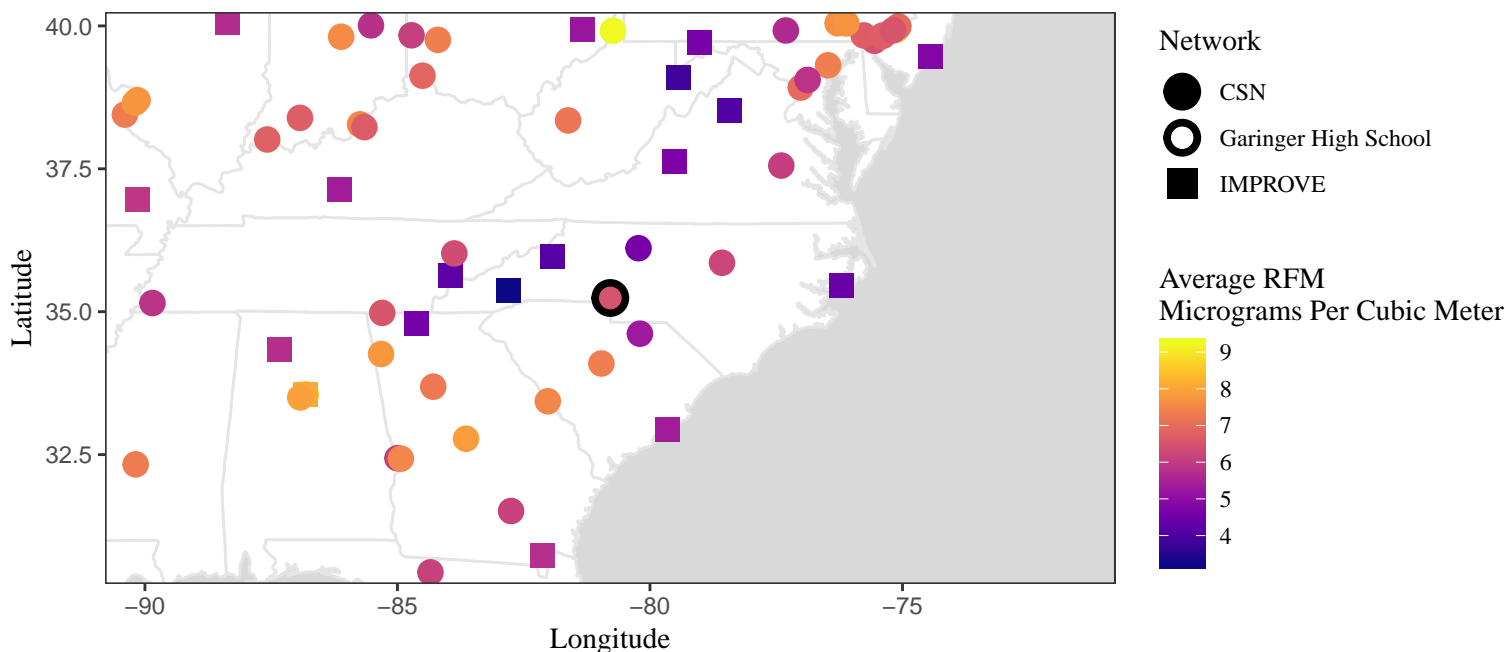 40.0
37.5
35.0
32.5
Latitude
−90
−85
−80
−75
Longitude
Network
CSN
Garinger High School
IMPROVE
Average RFM
Micrograms Per Cubic Meter
9
8
7
6
5
4